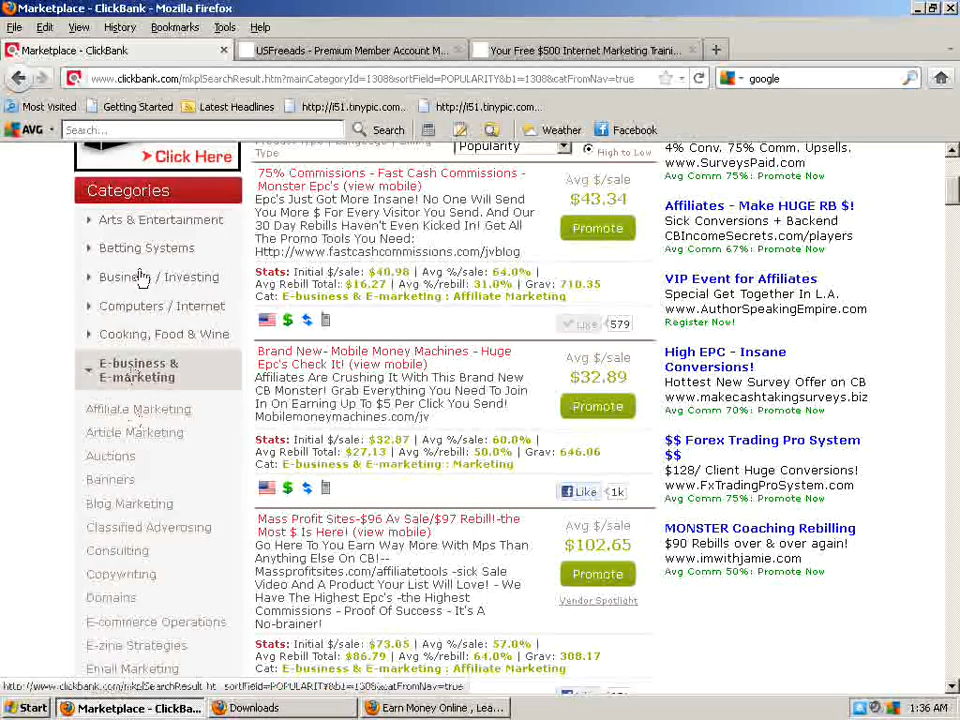 Marketplace - ClickBank - Mozilla Firefox
File Edit View History Bookmarks Tools Help
Marketplace - ClickBank
USFreeads - Premium Member Account M...
Your Free $500 Internet Marketing Traini...
www.clickbank.com/mkplSearchResult.htm?mainCategoryId=1308&sortField=POPULARITY&b1=1308&catFromNav=true
google
Most Visited Getting Started Latest Headlines http://i51.tinypic.com... http://i51.tinypic.com...
AVG Search... Search Weather Facebook
Click Here
Categories
Arts & Entertainment
Betting Systems
Business / Investing
Computers / Internet
Cooking, Food & Wine
E-business &
E-marketing
Affiliate Marketing
Article Marketing
Auctions
Banners
Blog Marketing
Classified Advertising
Consulting
Copywriting
Domains
E-commerce Operations
E-zine Strategies
Email Marketing
Type
Popularity
High to Low
75% Commissions - Fast Cash Commissions -
Monster Epc's (view mobile)
Epc's Just Got More Insane! No One Will Send
You More $ For Every Visitor You Send. And Our
30 Day Rebills Haven't Even Kicked In! Get All
The Promo Tools You Need:
Http://www.fastcashcommissions.com/jvblog
Stats: Initial $/sale: $40.98 | Avg %/sale: 64.0% |
Avg Rebill Total: $16.27 | Avg %/rebill: 31.0% | Grav: 710.35
Cat: E-business & E-marketing : Affiliate Marketing
Avg $/sale
$43.34
Promote
Like 579
Brand New- Mobile Money Machines - Huge
Epc's Check It! (view mobile)
Affiliates Are Crushing It With This Brand New
CB Monster! Grab Everything You Need To Join
In On Earning Up To $5 Per Click You Send!
Mobilemoneymachines.com/jv
Stats: Initial $/sale: $32.87 | Avg %/sale: 60.0% |
Avg Rebill Total: $27.13 | Avg %/rebill: 50.0% | Grav: 646.06
Cat: E-business & E-marketing : Marketing
Avg $/sale
$32.89
Promote
Like 1k
Mass Profit Sites-$96 Av Sale/$97 Rebill!-the
Most $ Is Here! (view mobile)
Go Here To You Earn Way More With Mps Than
Anything Else On CB!--
Massprofitsites.com/affiliatetools -sick Sale
Video And A Product Your List Will Love! - We
Have The Highest Epc's -the Highest
Commissions - Proof Of Success - It's A
No-brainer!
Stats: Initial $/sale: $73.05 | Avg %/sale: 57.0% |
Avg Rebill Total: $86.79 | Avg %/rebill: 64.0% | Grav: 308.17
Cat: E-business & E-marketing : Affiliate Marketing
Avg $/sale
$102.65
Promote
Vendor Spotlight
4% Conv. 75% Comm. Upsells.
www.SurveysPaid.com
Avg Comm 75%: Promote Now
Affiliates - Make HUGE RB $!
Sick Conversions + Backend
CBIncomeSecrets.com/players
Avg Comm 67%: Promote Now
VIP Event for Affiliates
Special Get Together In L.A.
www.AuthorSpeakingEmpire.com
Register Now!
High EPC - Insane
Conversions!
Hottest New Survey Offer on CB
www.makecashtakingsurveys.biz
Avg Comm 70%: Promote Now
$$ Forex Trading Pro System
$$
$128/ Client Huge Conversions!
www.FxTradingProSystem.com
Avg Comm 75%: Promote Now
MONSTER Coaching Rebilling
$90 Rebills over & over again!
www.imwithjamie.com
Avg Comm 50%: Promote Now
Start Marketplace - ClickBa... Downloads Earn Money Online , Lea... 1:36 AM